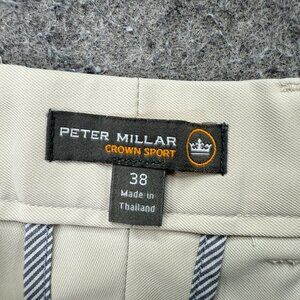 PETER MILLAR
CROWN SPORT
38
Made in
Thailand